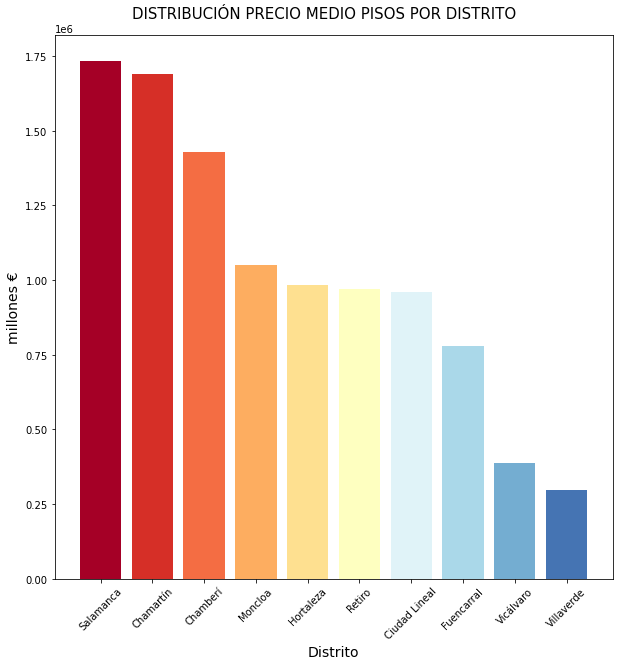 DISTRIBUCIÓN PRECIO MEDIO PISOS POR DISTRITO
1e6
1.75
1.50
1.25
1.00
0.75
0.50
0.25
0.00
millones €
Salamanca
Chamartín
Chamberí
Moncloa
Hortaleza
Retiro
Ciudad Lineal
Fuencarral
Vicálvaro
Villaverde
Distrito